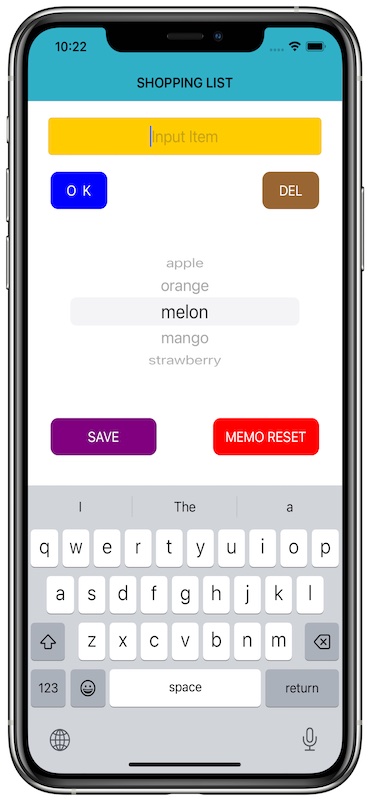 10:22
SHOPPING LIST
Input Item
O K DEL
apple
orange
melon
mango
strawberry
SAVE MEMO RESET
I The a
q w e r t y u i o p
a s d f g h j k l
z x c v b n m
123 space return